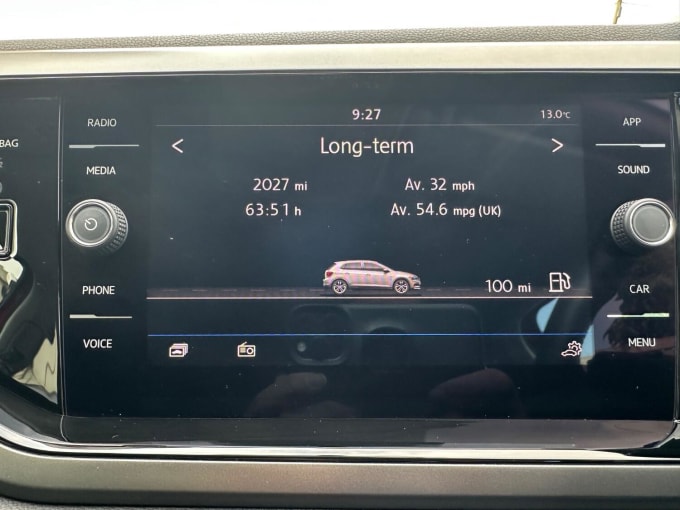 9:27
13.0°C
RADIO
APP
BAG
< Long-term >
MEDIA
SOUND
2027 mi
Av. 32 mph
63:51 h
Av. 54.6 mpg (UK)
PHONE
100 mi
CAR
VOICE
MENU